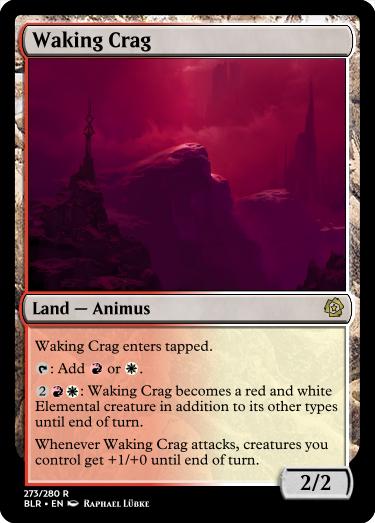 Waking Crag
Land — Animus
Waking Crag enters tapped.
: Add or .
2 : Waking Crag becomes a red and white
Elemental creature in addition to its other types
until end of turn.
Whenever Waking Crag attacks, creatures you
control get +1/+0 until end of turn.
2/2
273/280 R
BLR • EN Raphael Lübke